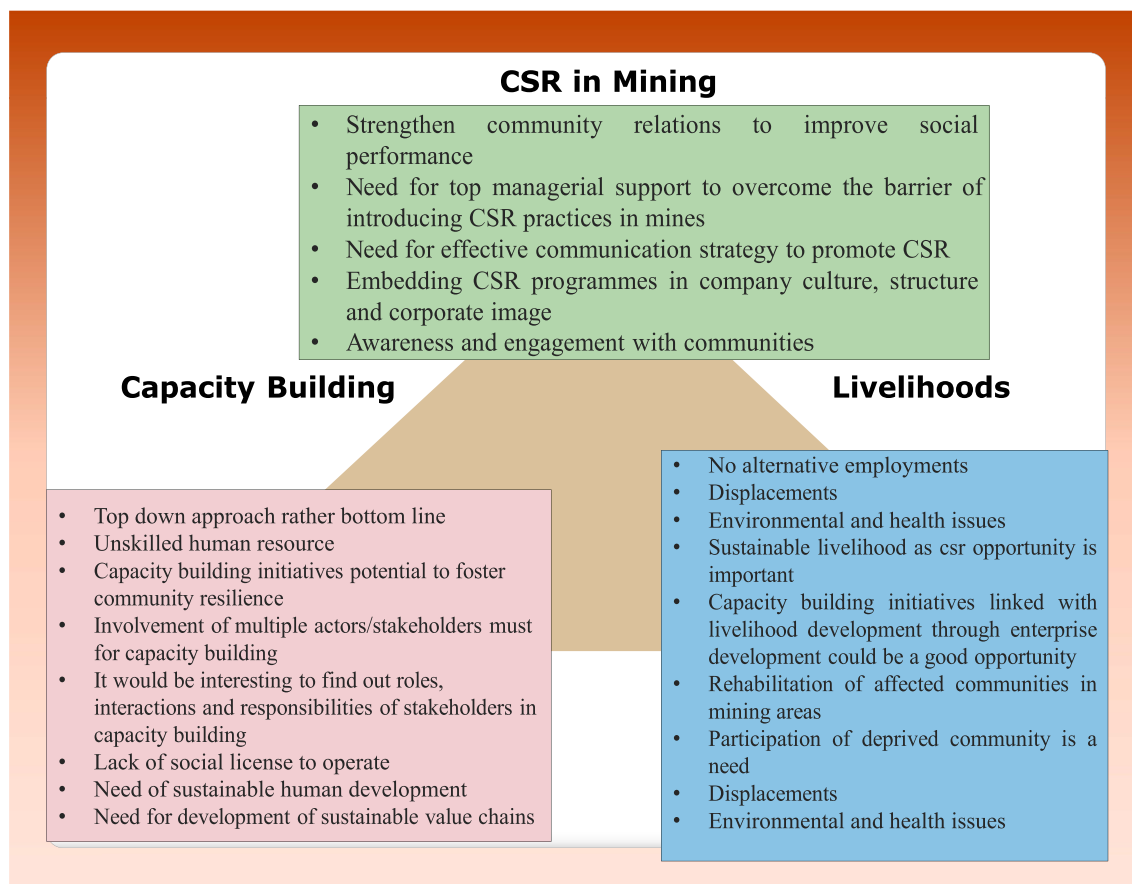 CSR in Mining
• Strengthen community relations to improve social
performance
• Need for top managerial support to overcome the barrier of
introducing CSR practices in mines
• Need for effective communication strategy to promote CSR
• Embedding CSR programmes in company culture, structure
and corporate image
• Awareness and engagement with communities
Capacity Building
• Top down approach rather bottom line
• Unskilled human resource
• Capacity building initiatives potential to foster
community resilience
• Involvement of multiple actors/stakeholders must
for capacity building
• It would be interesting to find out roles,
interactions and responsibilities of stakeholders in
capacity building
• Lack of social license to operate
• Need of sustainable human development
• Need for development of sustainable value chains
Livelihoods
• No alternative employments
• Displacements
• Environmental and health issues
• Sustainable livelihood as csr opportunity is
important
• Capacity building initiatives linked with
livelihood development through enterprise
development could be a good opportunity
• Rehabilitation of affected communities in
mining areas
• Participation of deprived community is a
need
• Displacements
• Environmental and health issues